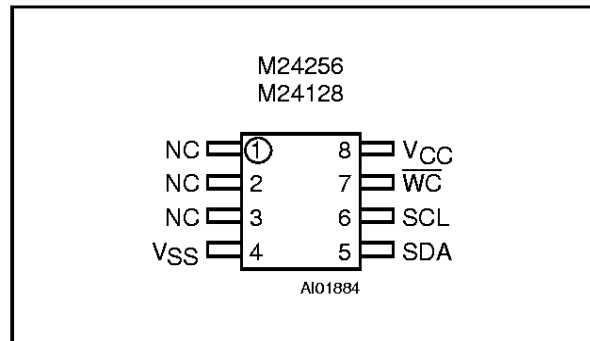 M24256
M24128
NC 1 8 VCC
NC 2 7 WC
NC 3 6 SCL
VSS 4 5 SDA
AI01884